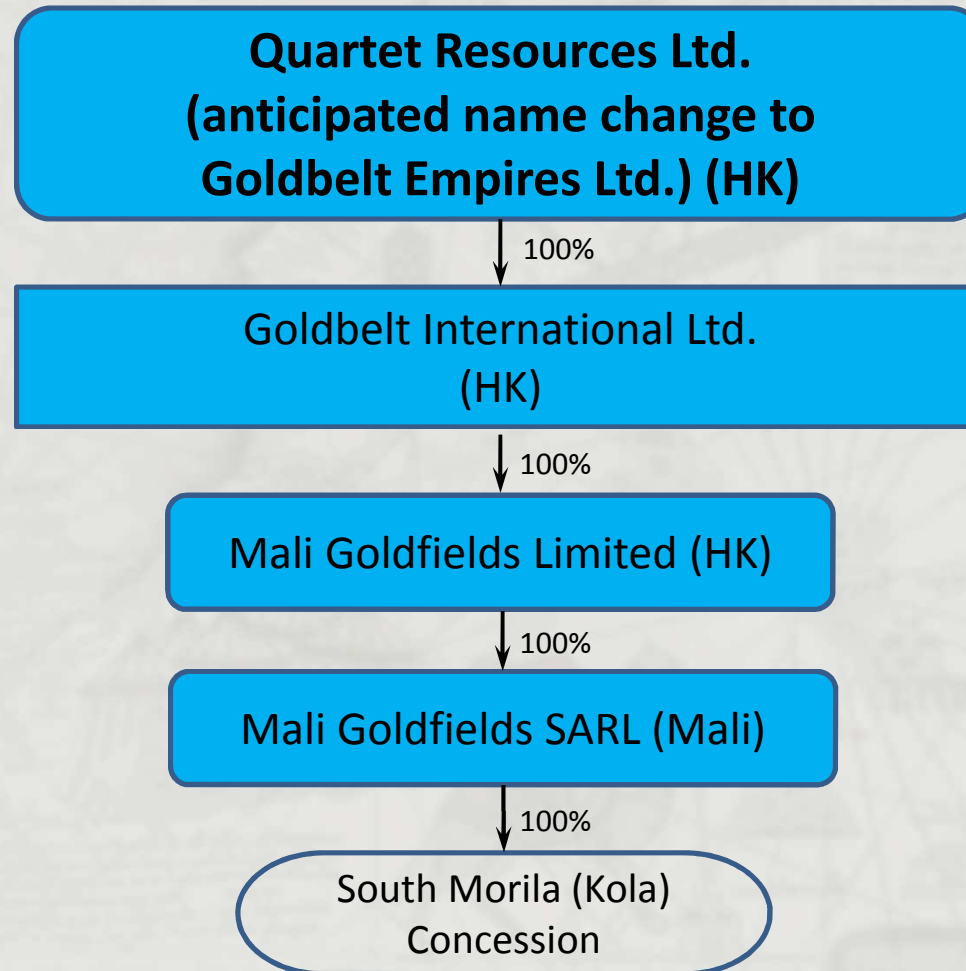 Quartet Resources Ltd.
(anticipated name change to
Goldbelt Empires Ltd.) (HK)
100%
Goldbelt International Ltd.
(HK)
100%
Mali Goldfields Limited (HK)
100%
Mali Goldfields SARL (Mali)
100%
South Morila (Kola)
Concession